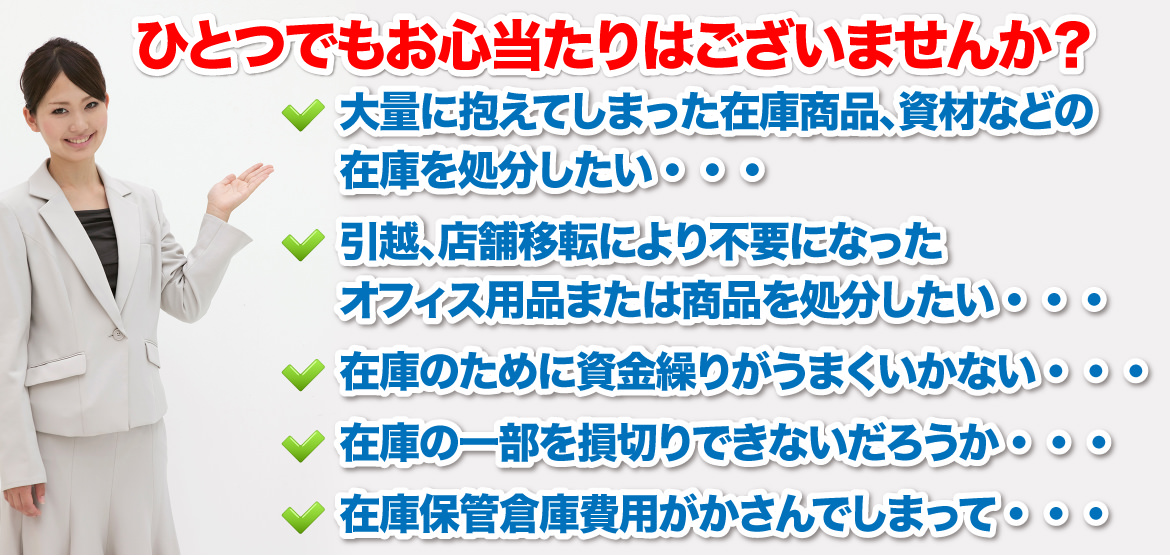 ひとつでもお心当たりはございませんか？
大量に抱えてしまった在庫商品、資材などの
在庫を処分したい・・・
引越、店舗移転により不要になった
オフィス用品または商品を処分したい・・・
在庫のために資金繰りがうまくいかない・・・
在庫の一部を損切りできないだろうか・・・
在庫保管倉庫費用がかさんでしまって・・・